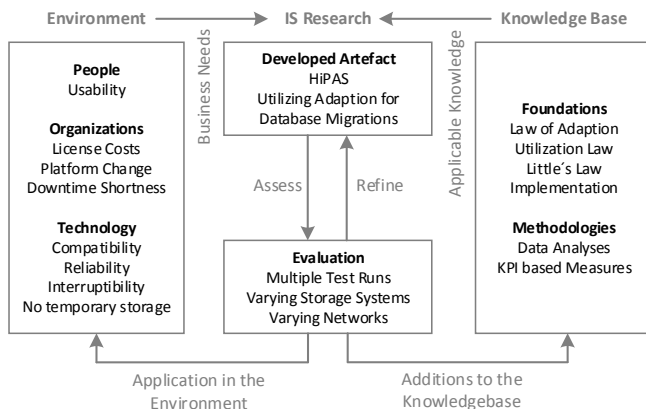 Environment
IS Research
Knowledge Base
People
Usability
Organizations
License Costs
Platform Change
Downtime Shortness
Technology
Compatibility
Reliability
Interruptibility
No temporary storage
Business Needs
Developed Artefact
HiPAS
Utilizing Adaption for
Database Migrations
Assess
Refine
Evaluation
Multiple Test Runs
Varying Storage Systems
Varying Networks
Applicable Knowledge
Foundations
Law of Adaption
Utilization Law
Little´s Law
Implementation
Methodologies
Data Analyses
KPI based Measures
Application in the
Environment
Additions to the
Knowledgebase